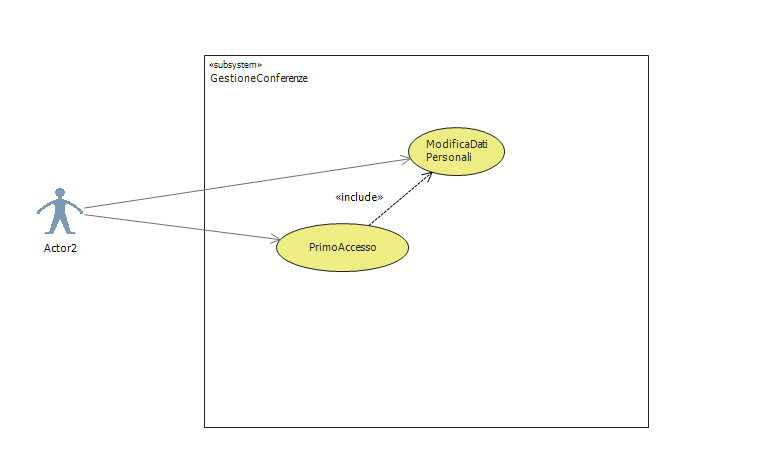 «subsystem»
GestioneConferenze
ModificaDati
Personali
«include»
PrimoAccesso
Actor2